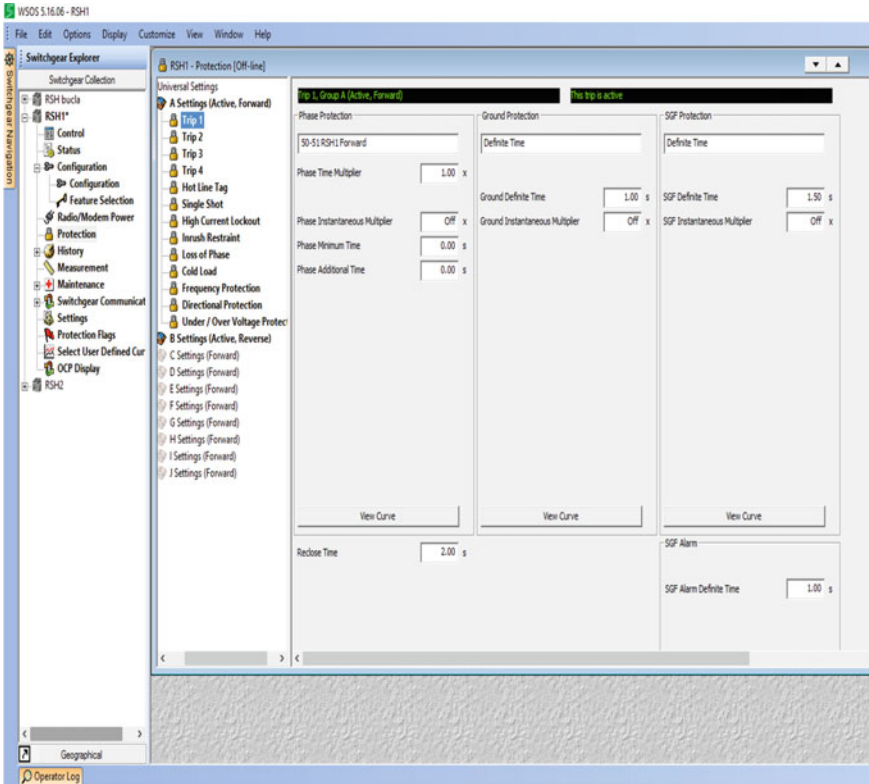 WSOS 5.16.06 - RSH1
File Edit Options Display Customize View Window Help
Switchgear Navigation
Switchgear Explorer
Switchgear Collection
RSH bucla
RSH1*
Control
Status
Configuration
Configuration
Feature Selection
Radio/Modem Power
Protection
History
Measurement
Maintenance
Switchgear Communicat
Settings
Protection Flags
Select User Defined Cur
OCP Display
RSH2
Geographical
Operator Log
RSH1 - Protection [Off-line]
Universal Settings
A Settings (Active, Forward)
Trip 1
Trip 2
Trip 3
Trip 4
Hot Line Tag
Single Shot
High Current Lockout
Inrush Restraint
Loss of Phase
Cold Load
Frequency Protection
Directional Protection
Under / Over Voltage Protect
B Settings (Active, Reverse)
C Settings (Forward)
D Settings (Forward)
E Settings (Forward)
F Settings (Forward)
G Settings (Forward)
H Settings (Forward)
I Settings (Forward)
J Settings (Forward)
Trip 1, Group A (Active, Forward)
This trip is active
Phase Protection
50-51 RSH1 Forward
Phase Time Multiplier 1.00 x
Phase Instantaneous Multiplier Off x
Phase Minimum Time 0.00 s
Phase Additional Time 0.00 s
View Curve
Reclose Time 2.00 s
Ground Protection
Definite Time
Ground Definite Time 1.00 s
Ground Instantaneous Multiplier Off x
View Curve
SGF Protection
Definite Time
SGF Definite Time 1.50 s
SGF Instantaneous Multiplier Off x
View Curve
SGF Alarm
SGF Alarm Definite Time 1.00 s